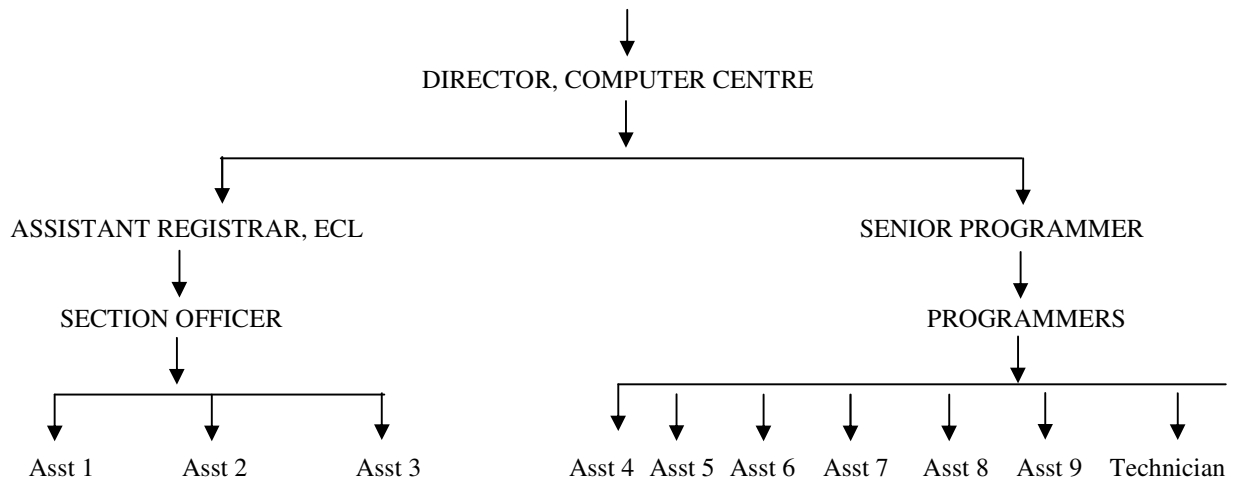 DIRECTOR, COMPUTER CENTRE
ASSISTANT REGISTRAR, ECL SENIOR PROGRAMMER
SECTION OFFICER PROGRAMMERS
Asst 1 Asst 2 Asst 3 Asst 4 Asst 5 Asst 6 Asst 7 Asst 8 Asst 9 Technician